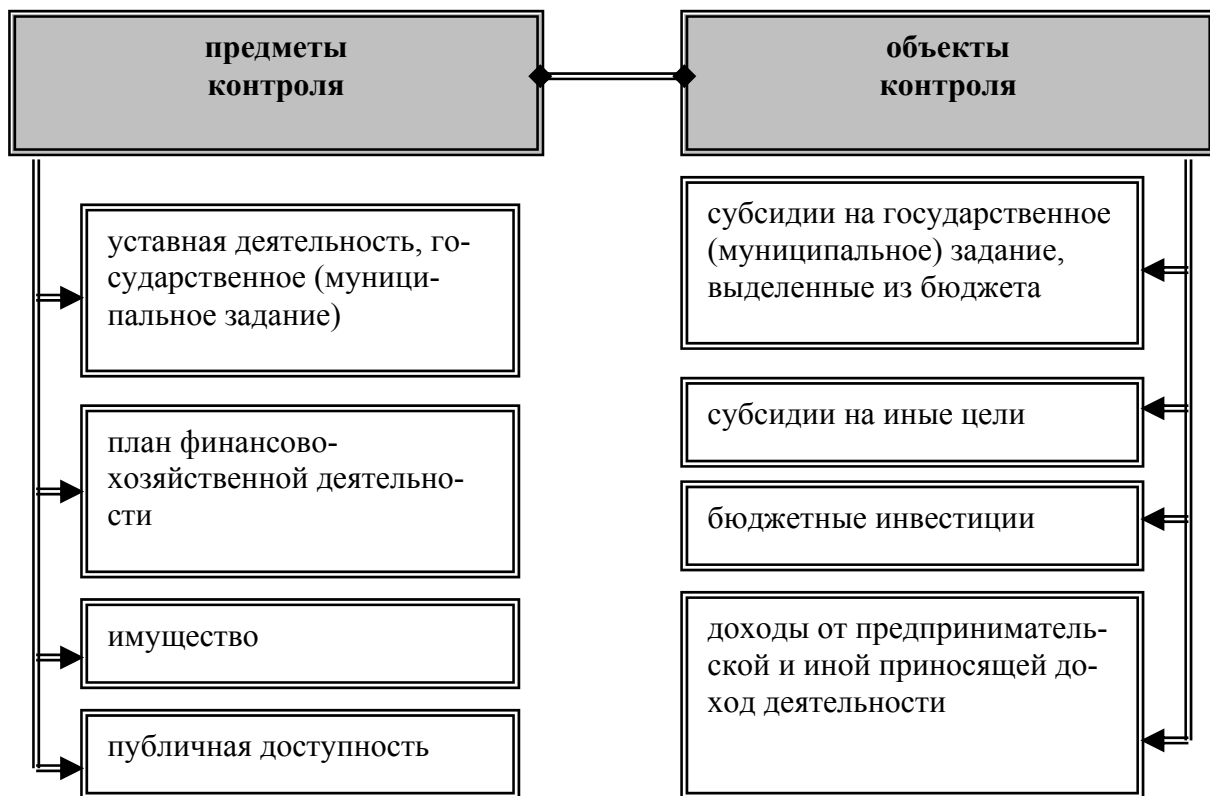 предметы
контроля
объекты
контроля
уставная деятельность, го-
сударственное (муници-
пальное задание)
план финансово-
хозяйственной деятельно-
сти
имущество
публичная доступность
субсидии на государственное
(муниципальное) задание,
выделенные из бюджета
субсидии на иные цели
бюджетные инвестиции
доходы от предприниматель-
ской и иной приносящей до-
ход деятельности